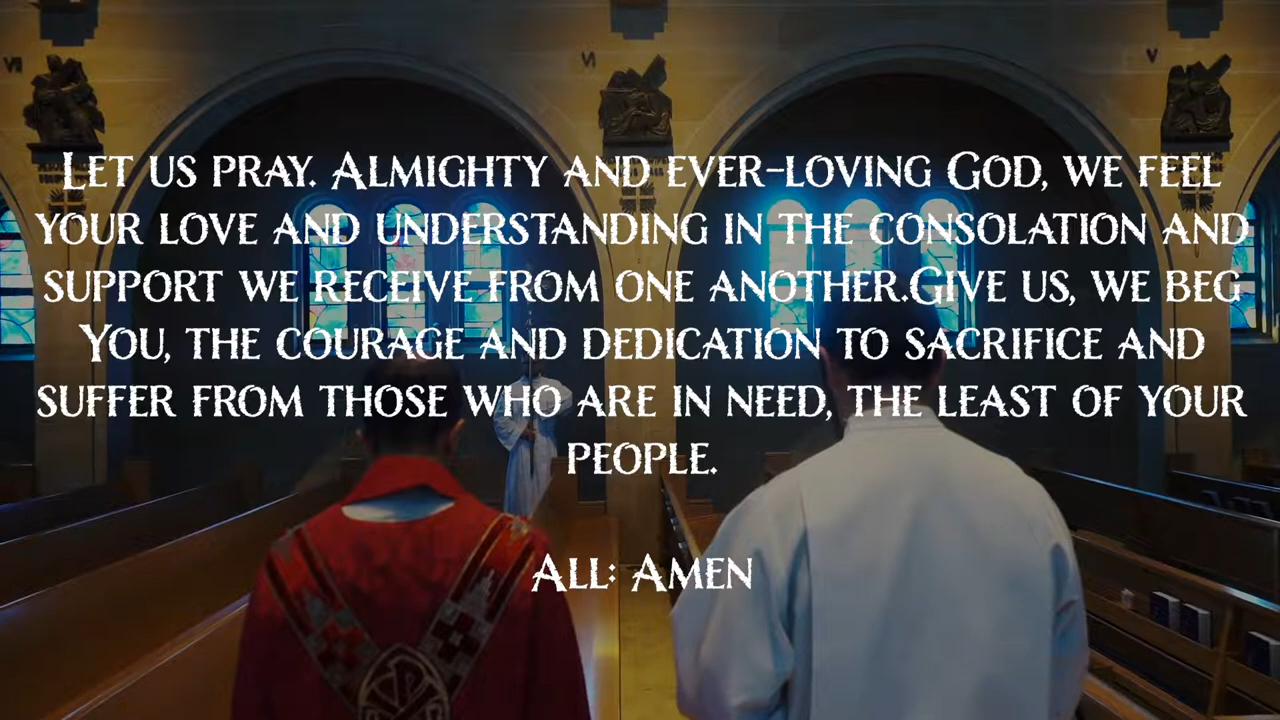 VI
VI
V
Let us pray. Almighty and ever-loving God, we feel
your love and understanding in the consolation and
support we receive from one another.Give us, we beg
You, the courage and dedication to sacrifice and
suffer from those who are in need, the least of your
people.
All: Amen